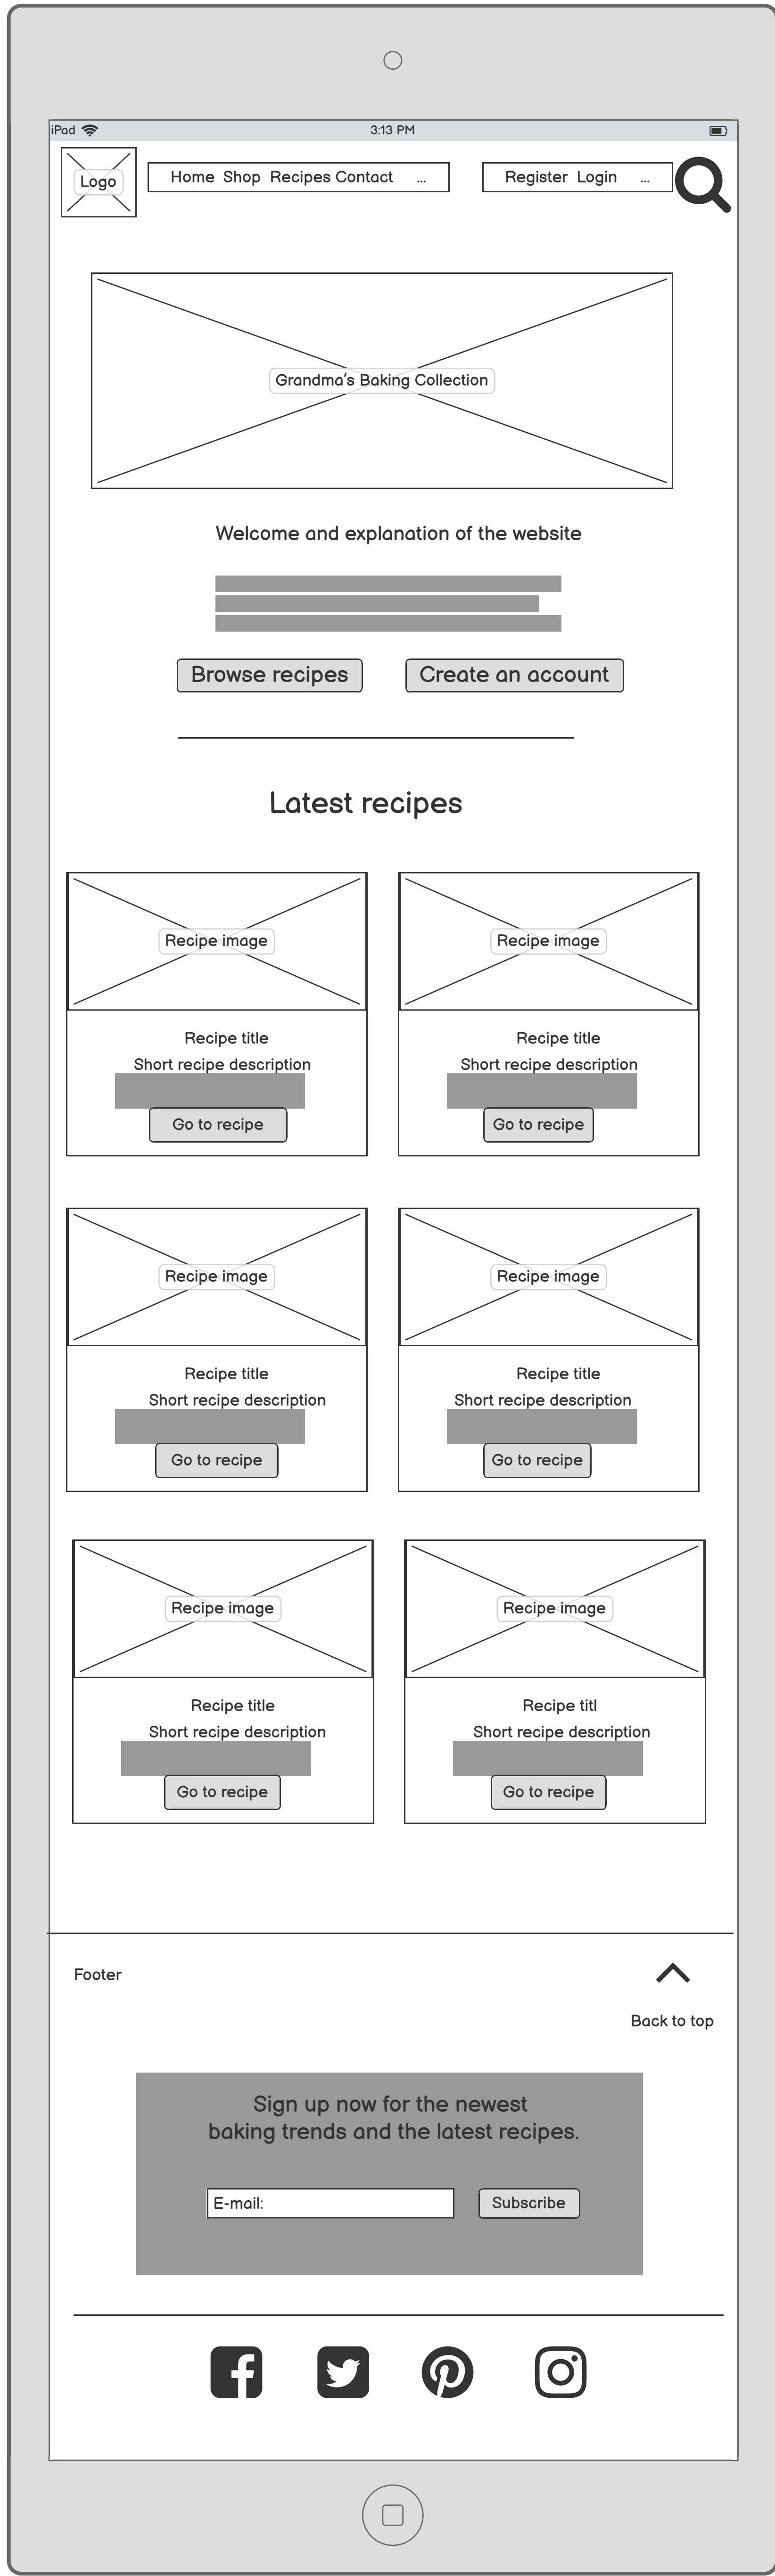 iPad 3:13 PM
Logo Home Shop Recipes Contact ... Register Login ...
Grandma's Baking Collection
Welcome and explanation of the website
Browse recipes Create an account
Latest recipes
Recipe image Recipe image
Recipe title Recipe title
Short recipe description Short recipe description
Go to recipe Go to recipe
Recipe image Recipe image
Recipe title Recipe title
Short recipe description Short recipe description
Go to recipe Go to recipe
Recipe image Recipe image
Recipe title Recipe titl
Short recipe description Short recipe description
Go to recipe Go to recipe
Footer
Back to top
Sign up now for the newest
baking trends and the latest recipes.
E-mail: Subscribe